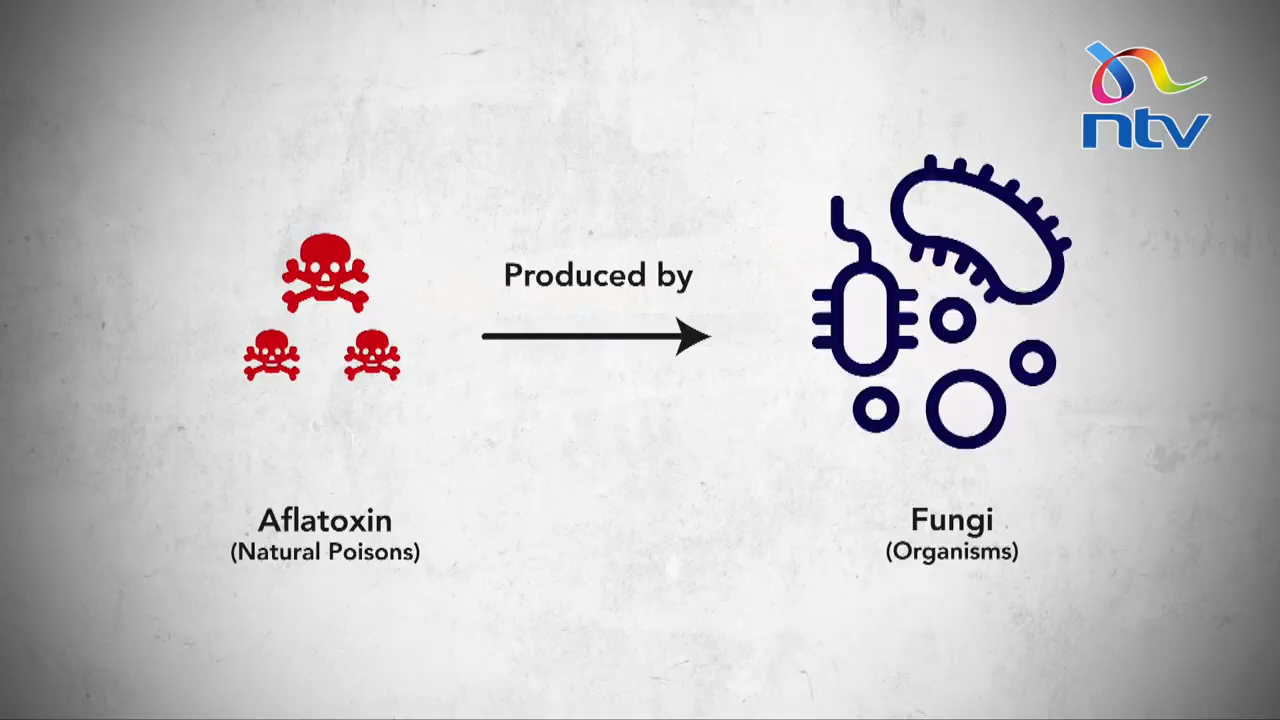 ntv
Produced by
Aflatoxin
(Natural Poisons)
Fungi
(Organisms)